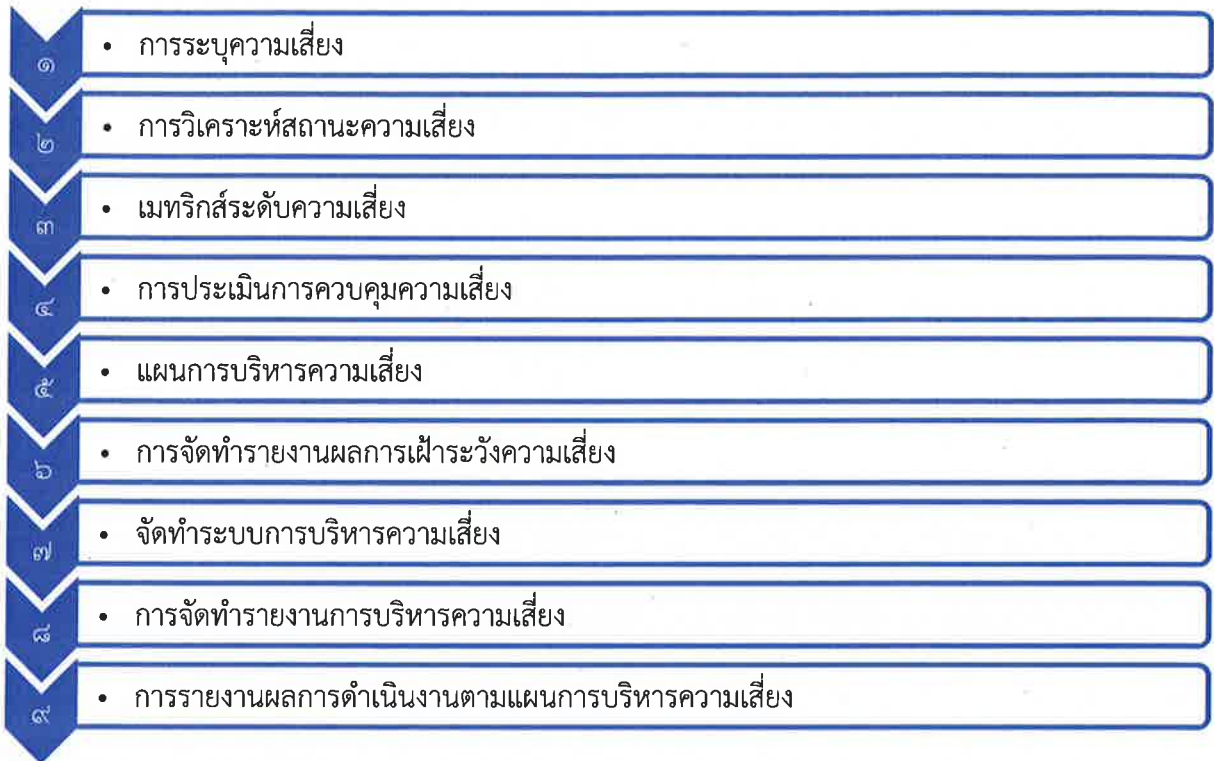 ๑ • การระบุความเสี่ยง
๒ • การวิเคราะห์สถานะความเสี่ยง
๓ • เมทริกส์ระดับความเสี่ยง
๔ • การประเมินการควบคุมความเสี่ยง
๕ • แผนการบริหารความเสี่ยง
๖ • การจัดทำรายงานผลการเฝ้าระวังความเสี่ยง
๗ • จัดทำระบบการบริหารความเสี่ยง
๘ • การจัดทำรายงานการบริหารความเสี่ยง
๙ • การรายงานผลการดำเนินงานตามแผนการบริหารความเสี่ยง